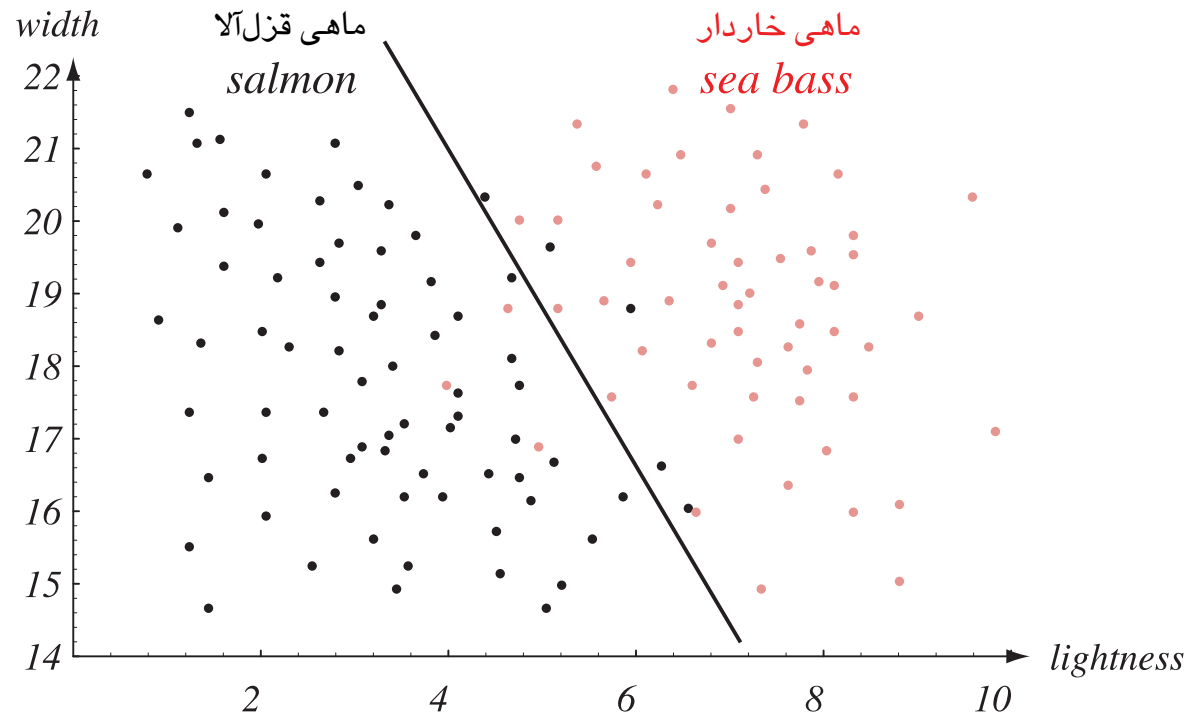 width
ماهی قزل‌آلا
salmon
ماهی خاردار
sea bass
22
21
20
19
18
17
16
15
14
2
4
6
8
10
lightness